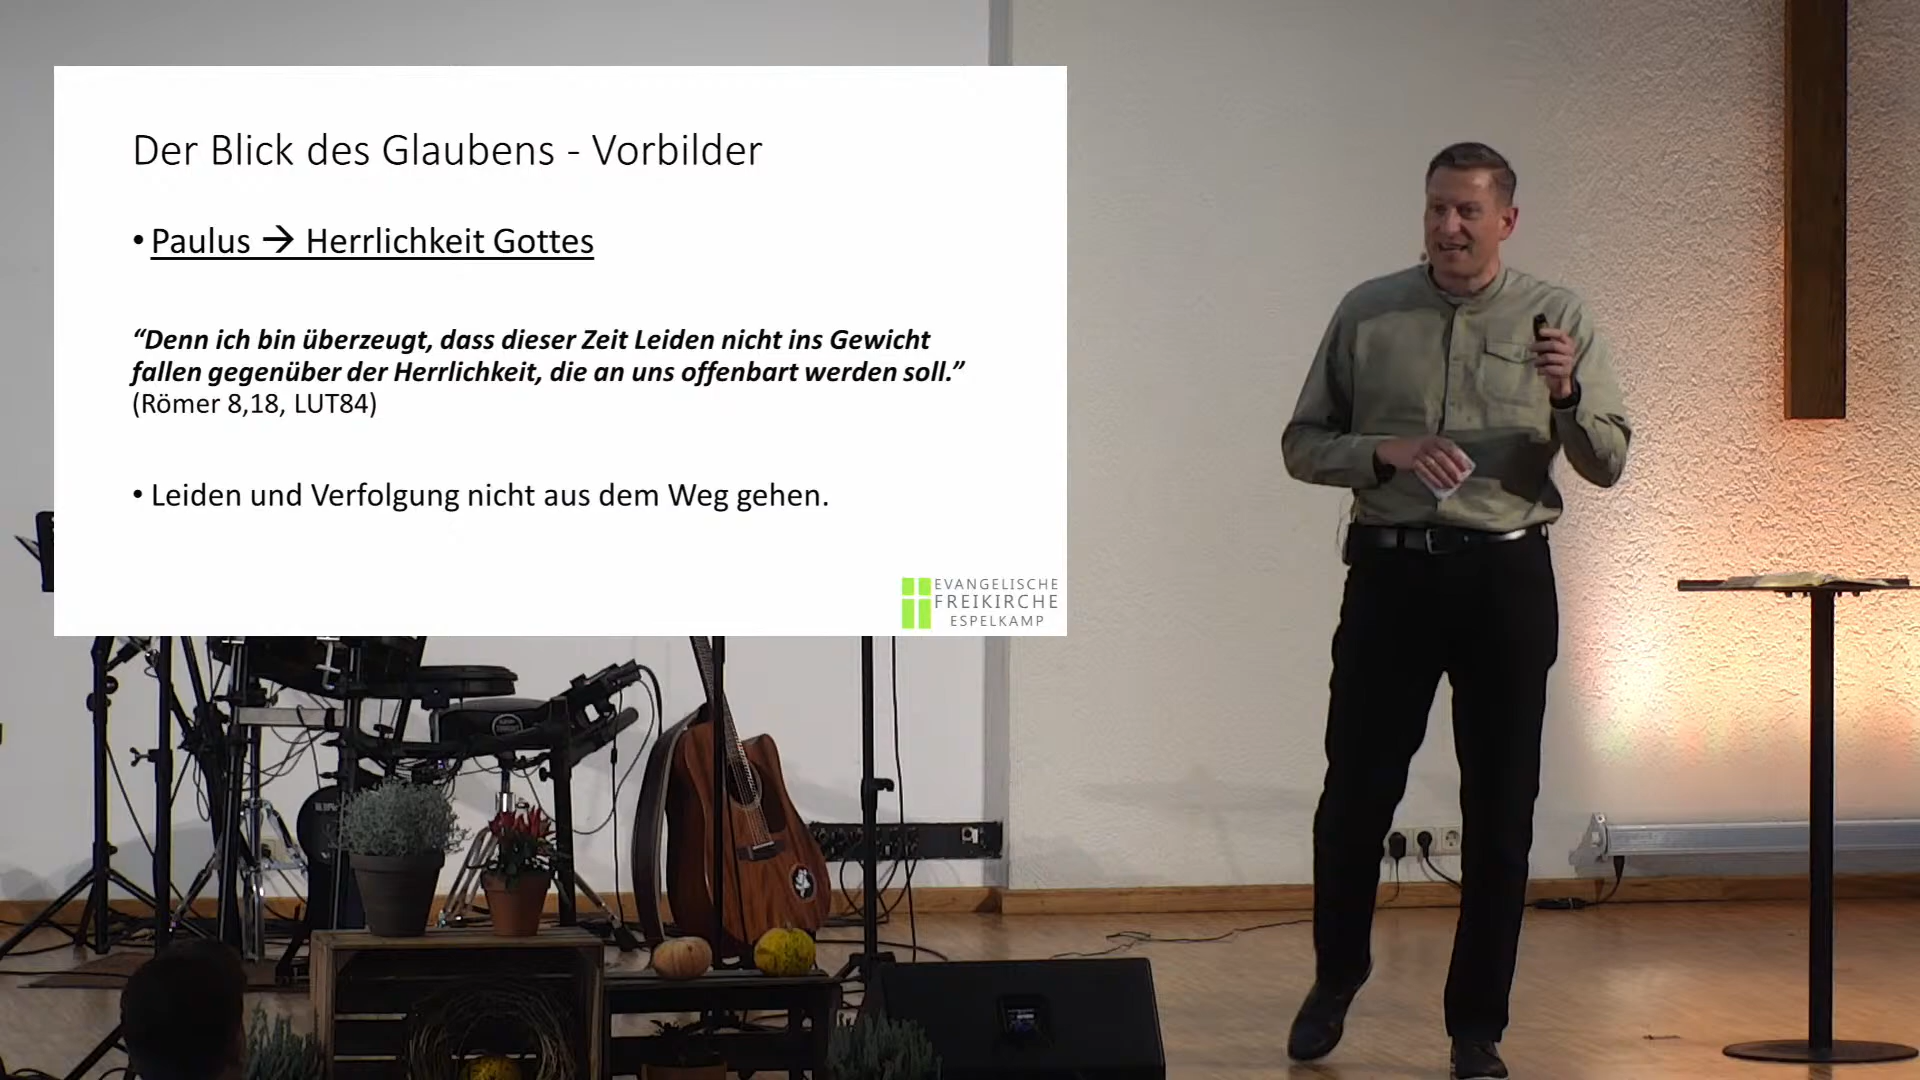 Der Blick des Glaubens - Vorbilder
• Paulus → Herrlichkeit Gottes
“Denn ich bin überzeugt, dass dieser Zeit Leiden nicht ins Gewicht
fallen gegenüber der Herrlichkeit, die an uns offenbart werden soll.”
(Römer 8,18, LUT84)
• Leiden und Verfolgung nicht aus dem Weg gehen.
EVANGELISCHE
FREIKIRCHE
ESPELKAMP